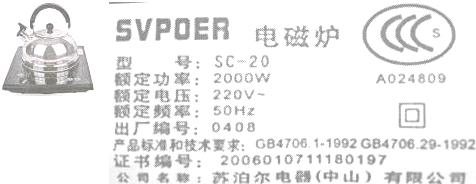 SVPOER 电磁炉
型 号: SC-20
额定功率: 2000W
额定电压: 220V~
额定频率: 50Hz
出厂编号: 0408
产品标准和技术要求: GB4706.1-1992 GB4706.29-1992
证书编号: 2006010711180197
公司名称: 苏泊尔电器(中山)有限公司
CCC S
A024809